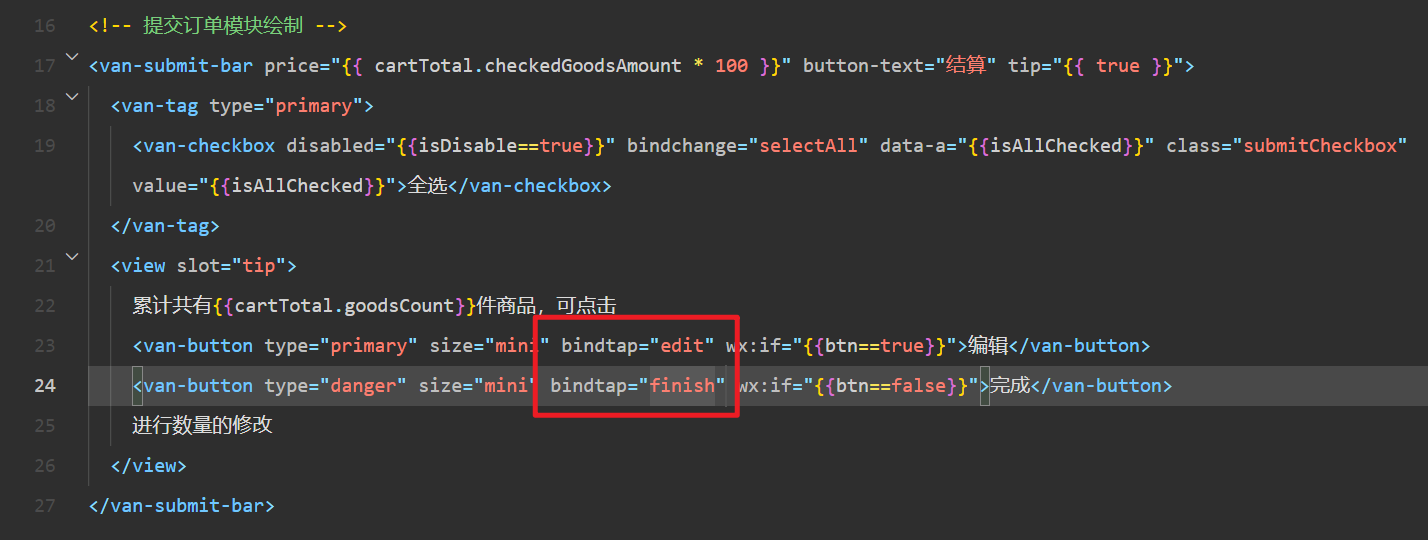 16 <!-- 提交订单模块绘制 -->
17 <van-submit-bar price="{{ cartTotal.checkedGoodsAmount * 100 }}" button-text="结算" tip="{{ true }}">
18 <van-tag type="primary">
19 <van-checkbox disabled="{{isDisable==true}}" bindchange="selectAll" data-a="{{isAllChecked}}" class="submitCheckbox"
value="{{isAllChecked}}">全选</van-checkbox>
20 </van-tag>
21 <view slot="tip">
22 累计共有{{cartTotal.goodsCount}}件商品，可点击
23 <van-button type="primary" size="mini" bindtap="edit" wx:if="{{btn==true}}">编辑</van-button>
24 <van-button type="danger" size="mini" bindtap="finish" wx:if="{{btn==false}}">完成</van-button>
25 进行数量的修改
26 </view>
27 </van-submit-bar>